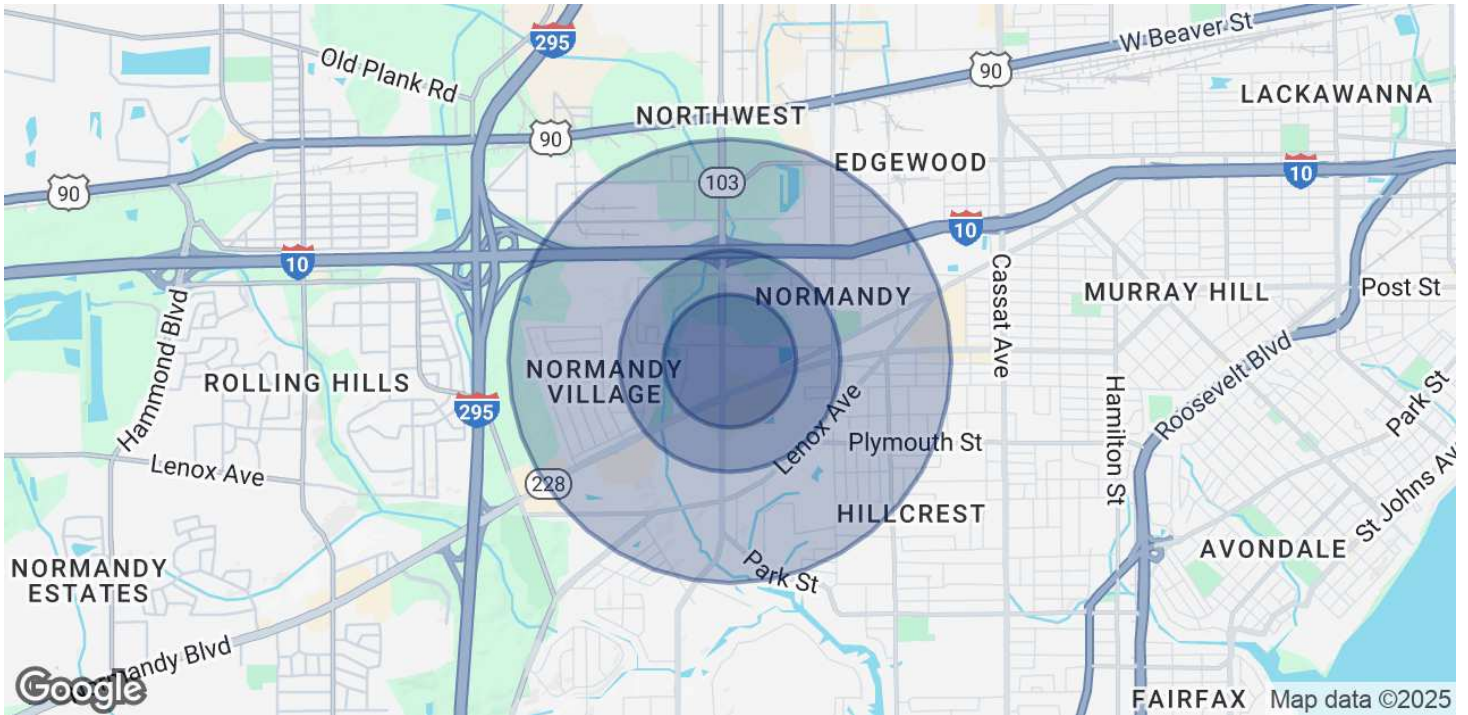 295
W Beaver St
90
Old Plank Rd
LACKAWANNA
NORTHWEST
90
EDGEWOOD
90
103
10
10
10
Cassat Ave
NORMANDY
MURRAY HILL
Post St
Hammond Blvd
Roosevelt Blvd
NORMANDY
VILLAGE
ROLLING HILLS
295
Hamilton St
Park St
Lenox Ave
Plymouth St
Lenox Ave
228
St Johns Av
HILLCREST
AVONDALE
NORMANDY
ESTATES
Park St
Normandy Blvd
Google
FAIRFAX
Map data ©2025